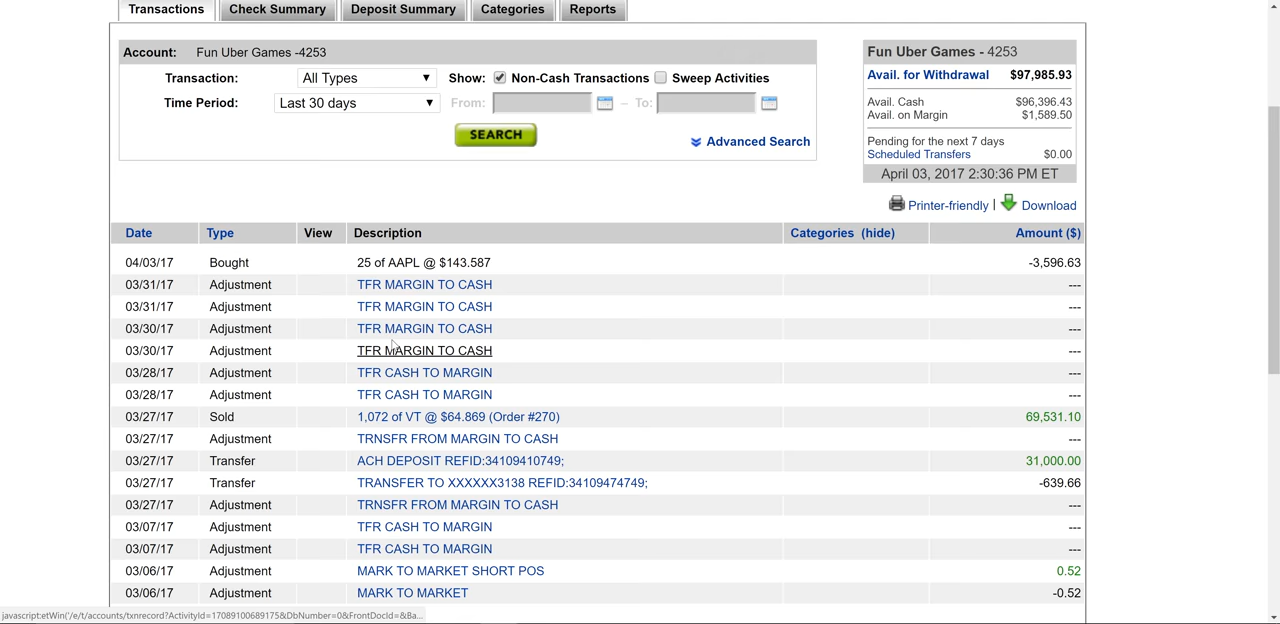 Transactions Check Summary Deposit Summary Categories Reports
Account: Fun Uber Games -4253
Transaction: All Types Show: Non-Cash Transactions Sweep Activities
Time Period: Last 30 days From: – To:
SEARCH
Advanced Search
Fun Uber Games - 4253
Avail. for Withdrawal $97,985.93
Avail. Cash $96,396.43
Avail. on Margin $1,589.50
Pending for the next 7 days
Scheduled Transfers $0.00
April 03, 2017 2:30:36 PM ET
Printer-friendly | Download
Date Type View Description Categories (hide) Amount ($)
04/03/17 Bought 25 of AAPL @ $143.587 -3,596.63
03/31/17 Adjustment TFR MARGIN TO CASH ---
03/31/17 Adjustment TFR MARGIN TO CASH ---
03/30/17 Adjustment TFR MARGIN TO CASH ---
03/30/17 Adjustment TFR MARGIN TO CASH ---
03/28/17 Adjustment TFR CASH TO MARGIN ---
03/28/17 Adjustment TFR CASH TO MARGIN ---
03/27/17 Sold 1,072 of VT @ $64.869 (Order #270) 69,531.10
03/27/17 Adjustment TRNSFR FROM MARGIN TO CASH ---
03/27/17 Transfer ACH DEPOSIT REFID:34109410749; 31,000.00
03/27/17 Transfer TRANSFER TO XXXXXX3138 REFID:34109474749; -639.66
03/27/17 Adjustment TRNSFR FROM MARGIN TO CASH ---
03/07/17 Adjustment TFR CASH TO MARGIN ---
03/07/17 Adjustment TFR CASH TO MARGIN ---
03/06/17 Adjustment MARK TO MARKET SHORT POS 0.52
03/06/17 Adjustment MARK TO MARKET -0.52
javascript:etWin('/e/t/accounts/txnrecord?ActivityId=17089100689175&DbNumber=0&FrontDocId=&Ba...